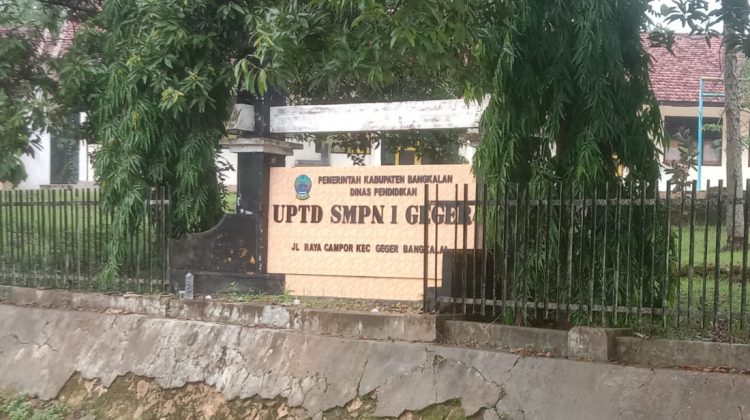 PEMERINTAH KABUPATEN BANGKALAN
DINAS PENDIDIKAN
UPTD SMPN 1 GEGER
JL RAYA CAMPOR KEC GEGER BANGKALAN